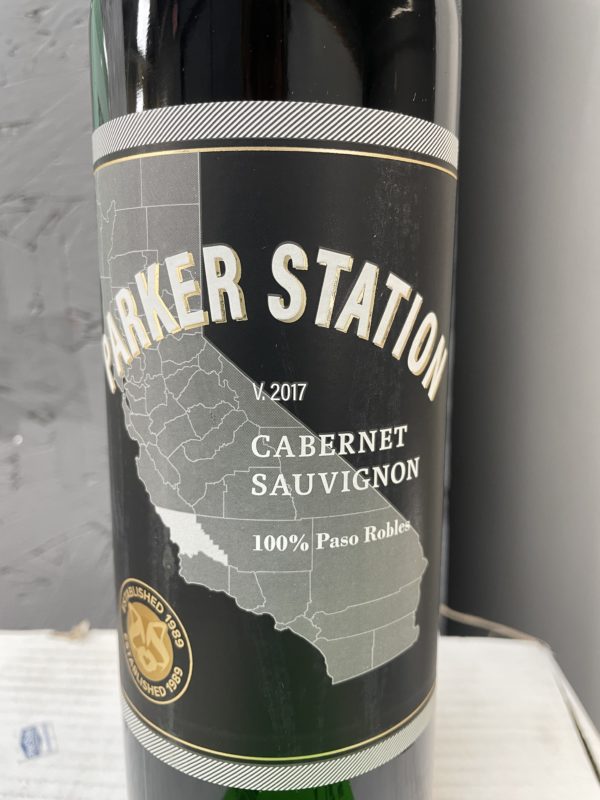 PARKER STATION
V. 2017
CABERNET
SAUVIGNON
100% Paso Robles
ESTABLISHED 1989
ESTABLISHED 1989